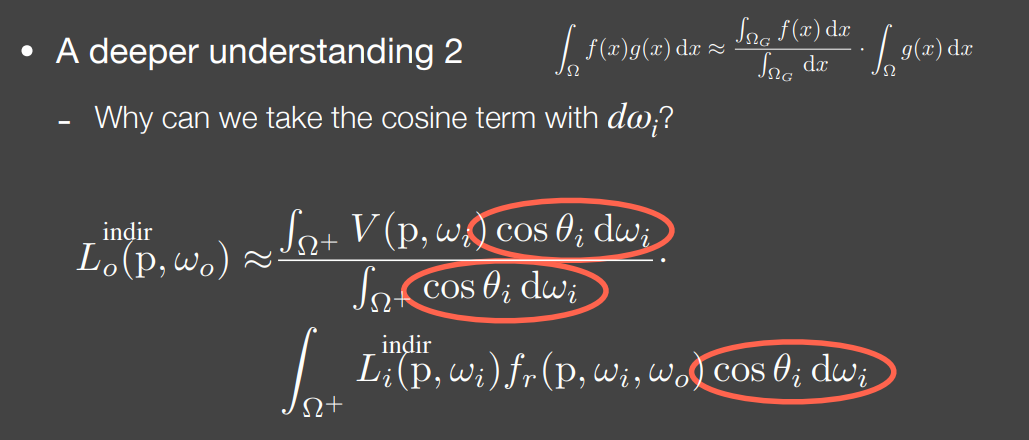 • A deeper understanding 2
∫_Ω f(x)g(x) dx ≈ ∫_{Ω_G} f(x) dx / ∫_{Ω_G} dx · ∫_Ω g(x) dx
- Why can we take the cosine term with dω_i?
L_o^{indir}(p, ω_o) ≈ ∫_{Ω^+} V(p, ω_i) cos θ_i dω_i / ∫_{Ω^+} cos θ_i dω_i ·
∫_{Ω^+} L_i^{indir}(p, ω_i) f_r(p, ω_i, ω_o) cos θ_i dω_i